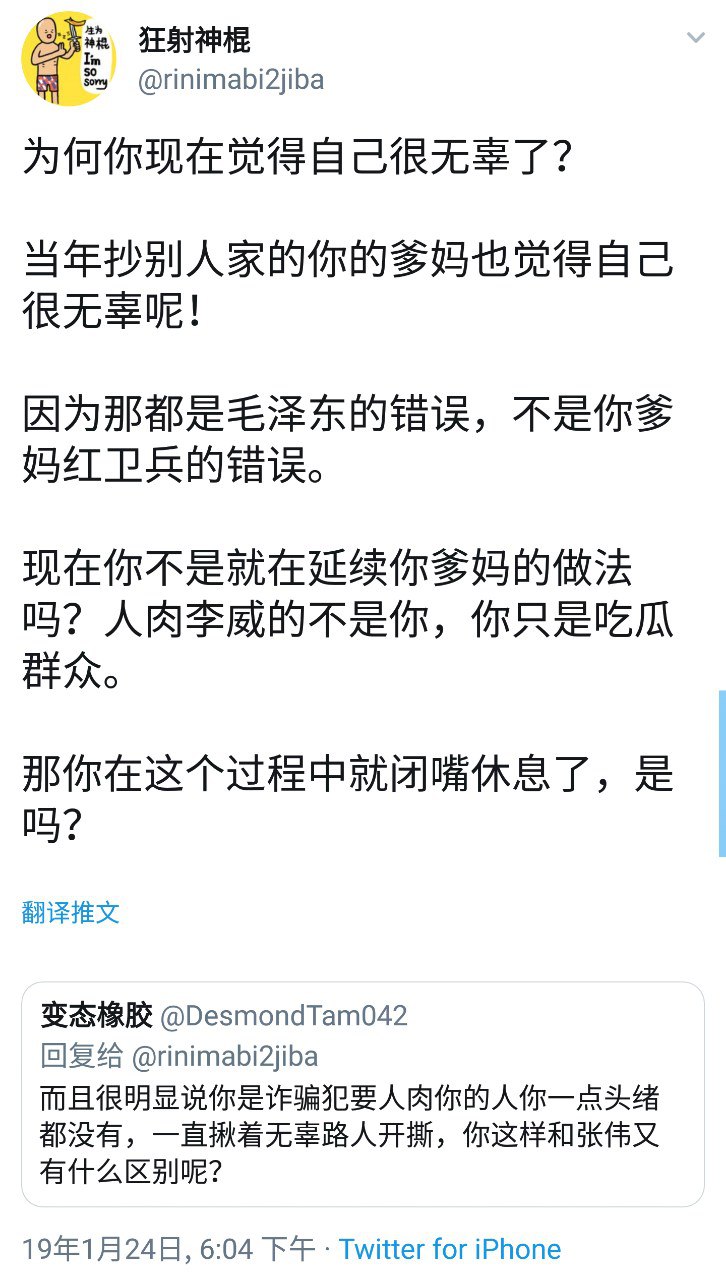 生为
神棍
I'm
so
sorry
狂射神棍
@rinimabi2jiba
为何你现在觉得自己很无辜了？
当年抄别人家的你的爹妈也觉得自己
很无辜呢！
因为那都是毛泽东的错误，不是你爹
妈红卫兵的错误。
现在你不是就在延续你爹妈的做法
吗？人肉李威的不是你，你只是吃瓜
群众。
那你在这个过程中就闭嘴休息了，是
吗？
翻译推文
变态橡胶 @DesmondTam042
回复给 @rinimabi2jiba
而且很明显说你是诈骗犯要人肉你的人你一点头绪
都没有，一直揪着无辜路人开撕，你这样和张伟又
有什么区别呢？
19年1月24日, 6:04 下午 · Twitter for iPhone